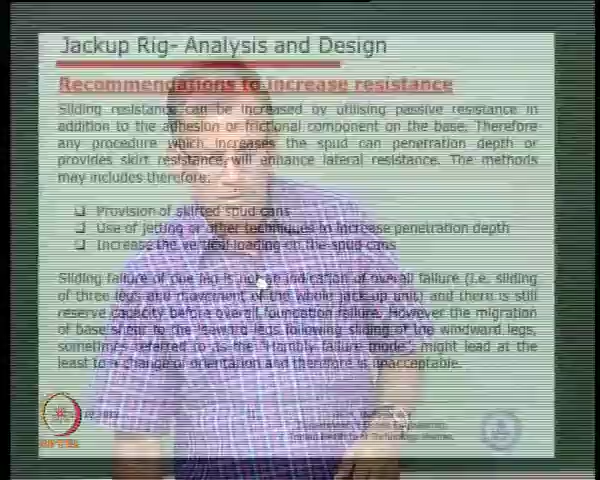 Jackup Rig- Analysis and Design
Recommendations to increase resistance
Sliding resistance can be increased by utilising passive resistance in
addition to the adhesion or frictional component on the base. Therefore
any procedure which increases the spud can penetration depth or
provides skirt resistance will enhance lateral resistance. The methods
may includes therefore:
❑ Provision of skirted spud cans
❑ Use of jetting or other techniques to increase penetration depth
❑ Increase the vertical loading on the spud cans
Sliding failure of one leg is not an indication of overall failure (i.e. sliding
of three legs and movement of the whole jack-up unit) and there is still
reserve capacity before overall foundation failure. However the migration
of base shear to the leeward legs following sliding of the windward legs,
sometimes referred to as the "Hambly failure mode", might lead at the
least to a change of orientation and therefore is unacceptable.